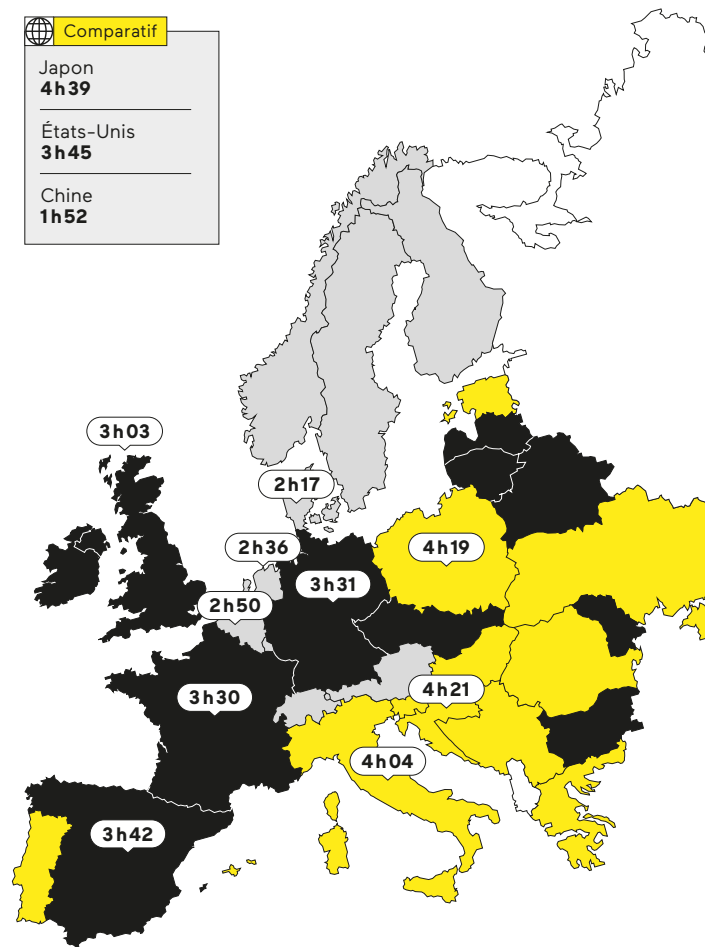 Comparatif
Japon
4h39
États-Unis
3h45
Chine
1h52
3h03
2h17
2h36
4h19
3h31
2h50
3h30
4h21
4h04
3h42